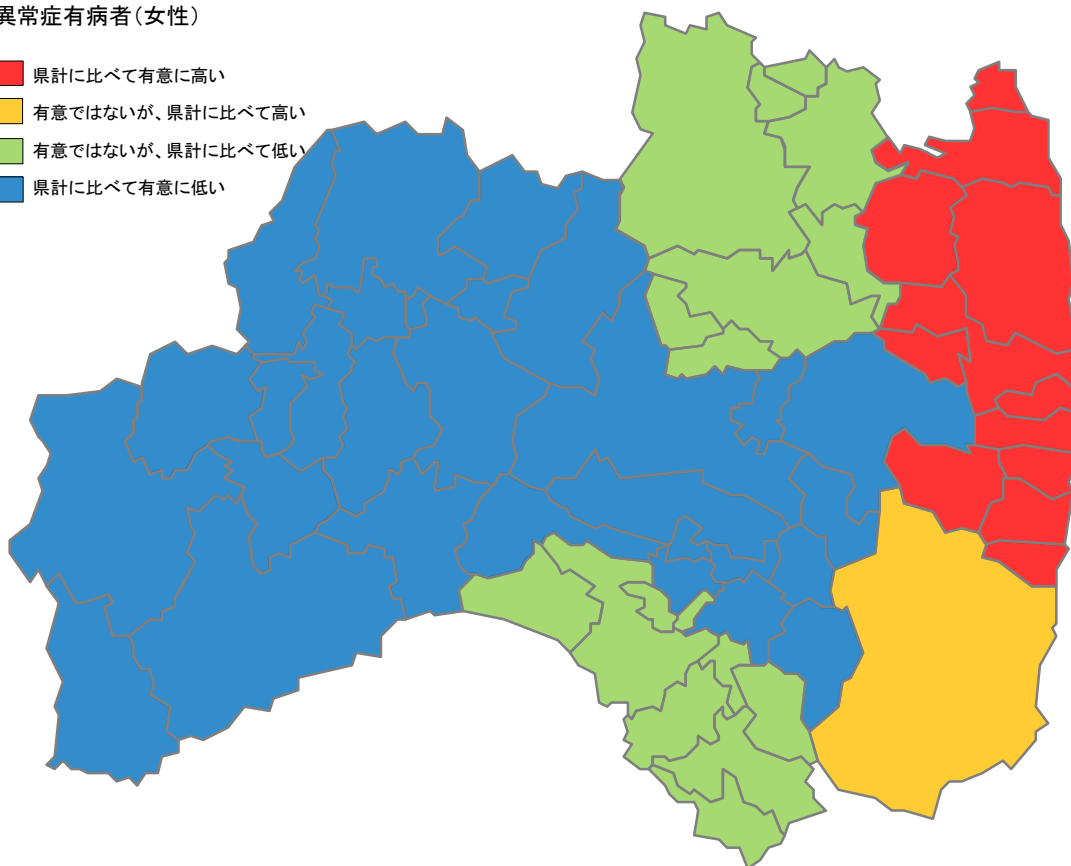 異常症有病者（女性）
県計に比べて有意に高い
有意ではないが、県計に比べて高い
有意ではないが、県計に比べて低い
県計に比べて有意に低い